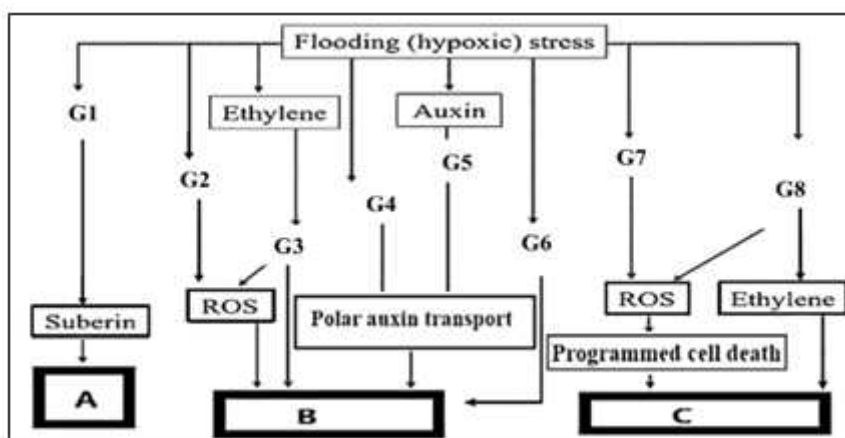 Flooding (hypoxic) stress
G1
Ethylene
Auxin
G2
G5
G7
G4
G8
G3
G6
ROS
Polar auxin transport
ROS
Ethylene
Suberin
Programmed cell death
A
B
C